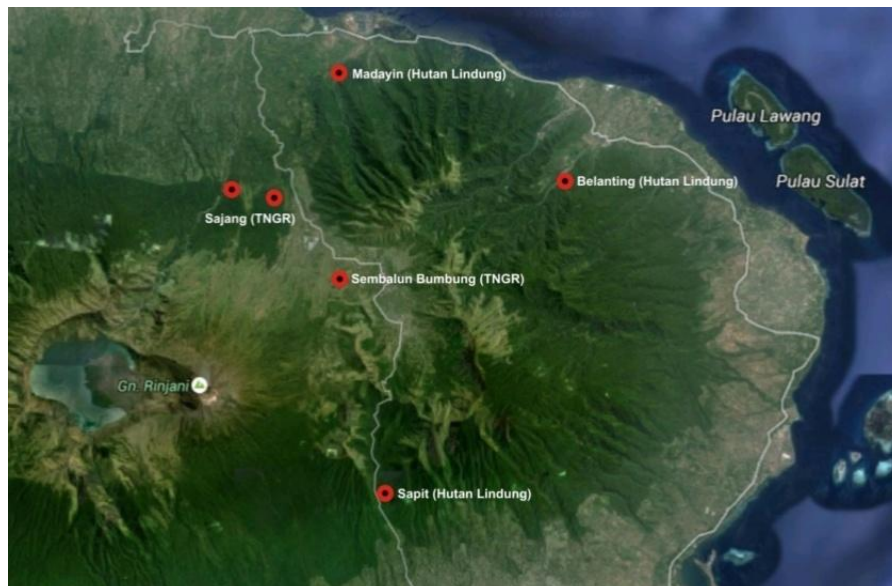 Madayin (Hutan Lindung)
Pulau Lawang
Belanting (Hutan Lindung)
Pulau Sulat
Sajang (TNGR)
Sembalun Bumbung (TNGR)
Gn. Rinjani
Sapit (Hutan Lindung)